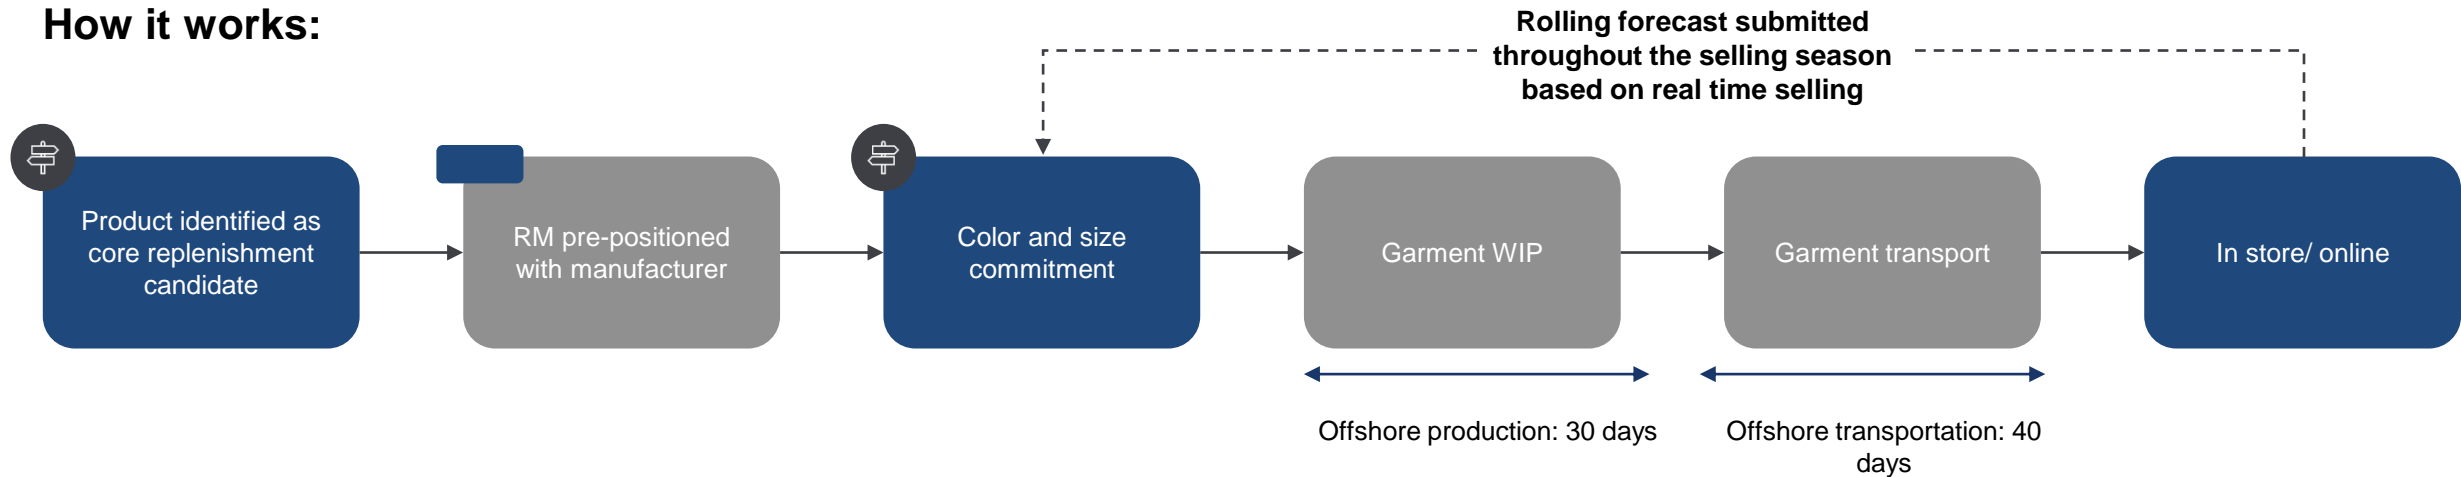 How it works:
Rolling forecast submitted
throughout the selling season
based on real time selling
Product identified as
core replenishment
candidate
RM pre-positioned
with manufacturer
Color and size
commitment
Garment WIP
Garment transport
In store/ online
Offshore production: 30 days
Offshore transportation: 40
days